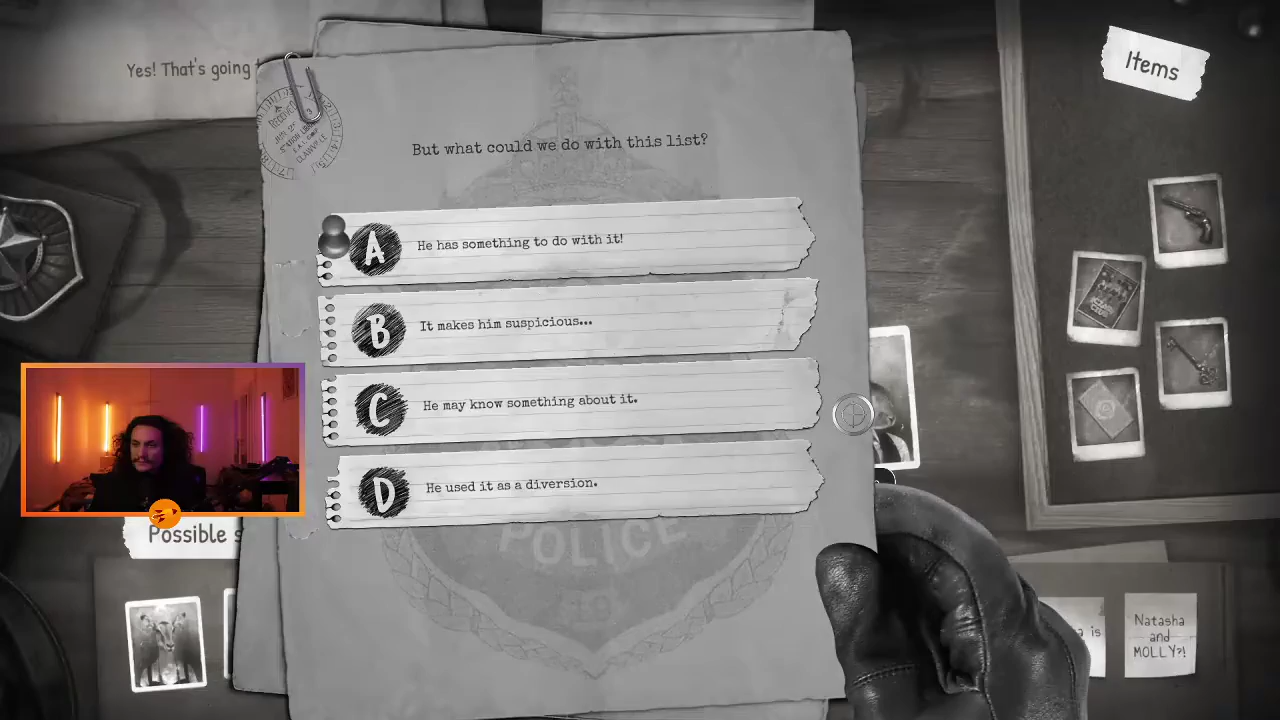 Yes! That's going
Items
But what could we do with this list?
A
He has something to do with it!
B
It makes him suspicious...
C
He may know something about it.
D
He used it as a diversion.
POLICE
Possible
is
Natasha
and
MOLLY?!